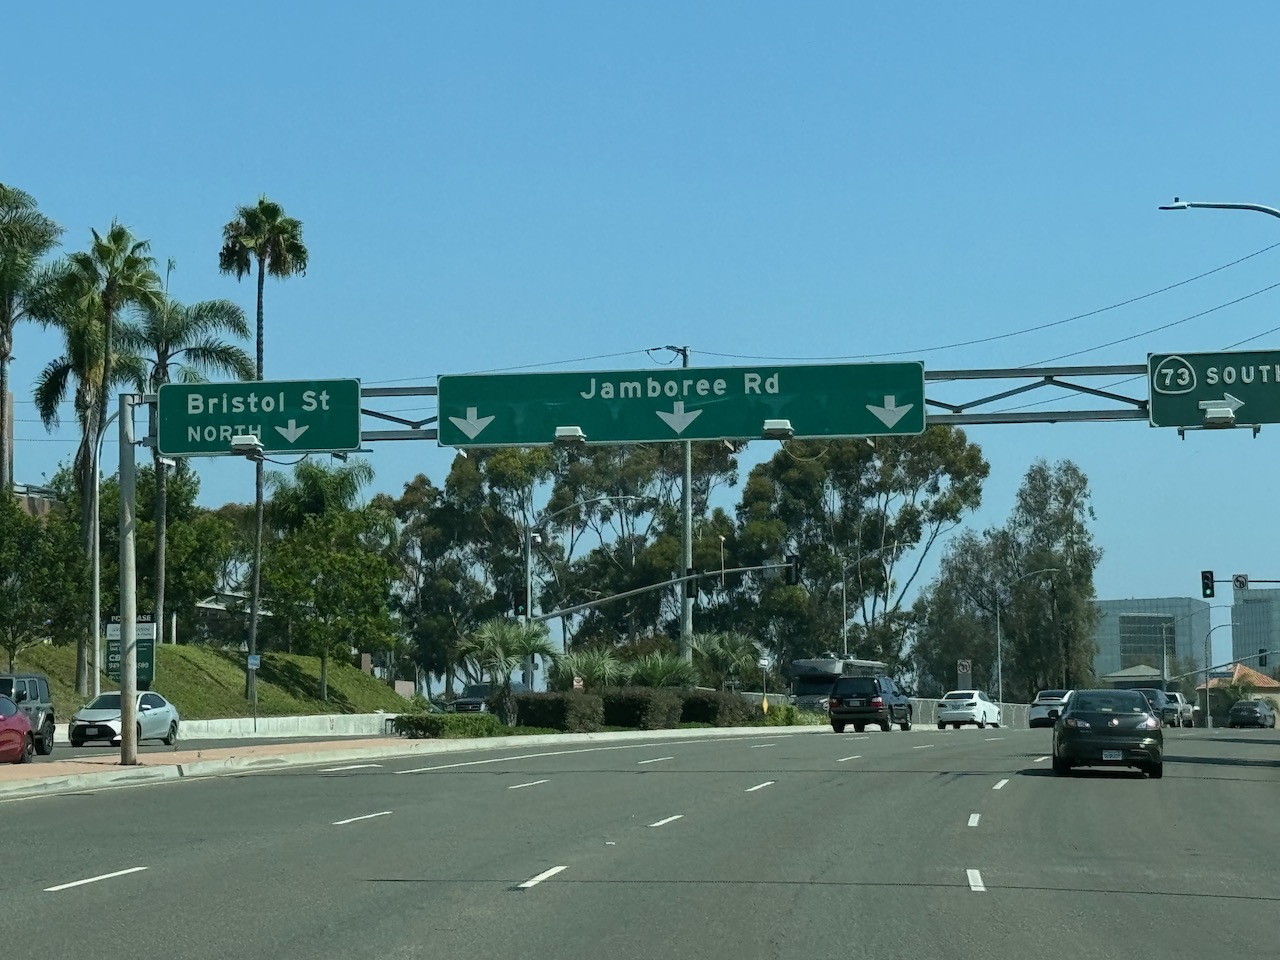 Bristol St
NORTH
Jamboree Rd
73 SOUTH